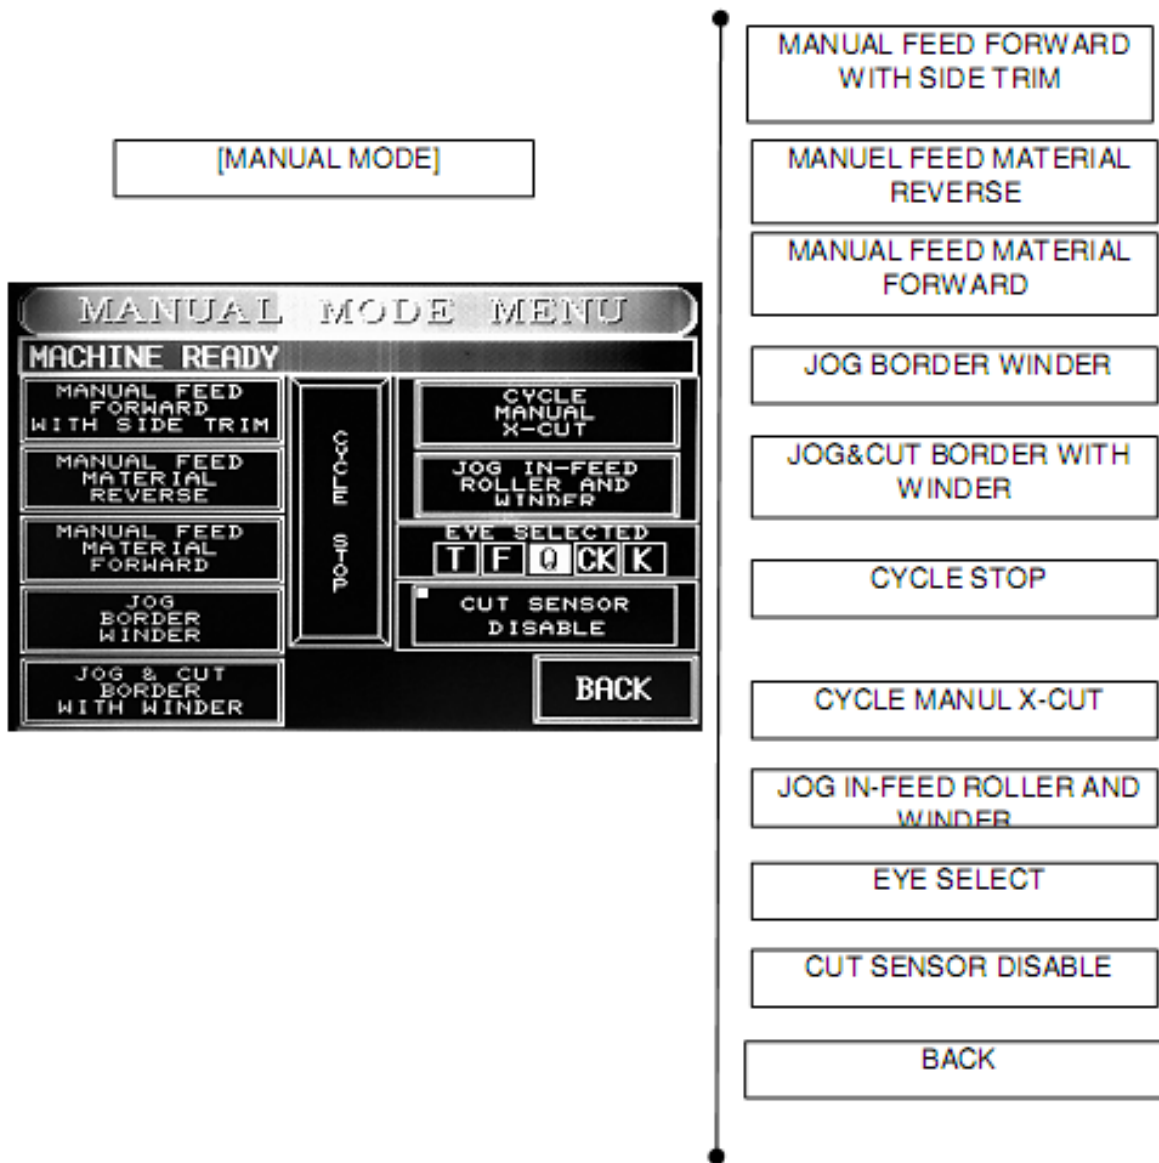 [MANUAL MODE]
MANUAL MODE MENU
MACHINE READY
MANUAL FEED
FORWARD
WITH SIDE TRIM
MANUAL FEED
MATERIAL
REVERSE
MANUAL FEED
MATERIAL
FORWARD
JOG
BORDER
WINDER
JOG & CUT
BORDER
WITH WINDER
CYCLE STOP
CYCLE
MANUAL
X-CUT
JOG IN-FEED
ROLLER AND
WINDER
EYE SELECTED
T F Q CK K
CUT SENSOR
DISABLE
BACK
MANUAL FEED FORWARD
WITH SIDE TRIM
MANUEL FEED MATERIAL
REVERSE
MANUAL FEED MATERIAL
FORWARD
JOG BORDER WINDER
JOG&CUT BORDER WITH
WINDER
CYCLE STOP
CYCLE MANUL X-CUT
JOG IN-FEED ROLLER AND
WINDER
EYE SELECT
CUT SENSOR DISABLE
BACK